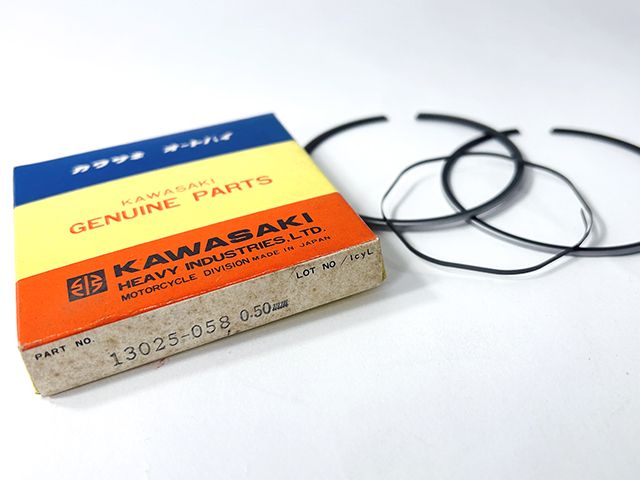 カワサキ オートバイ
KAWASAKI
GENUINE PARTS
KAWASAKI
HEAVY INDUSTRIES, LTD.
MOTORCYCLE DIVISION MADE IN JAPAN
PART NO. 13025-058 0.50㎜ LOT NO /1cyL